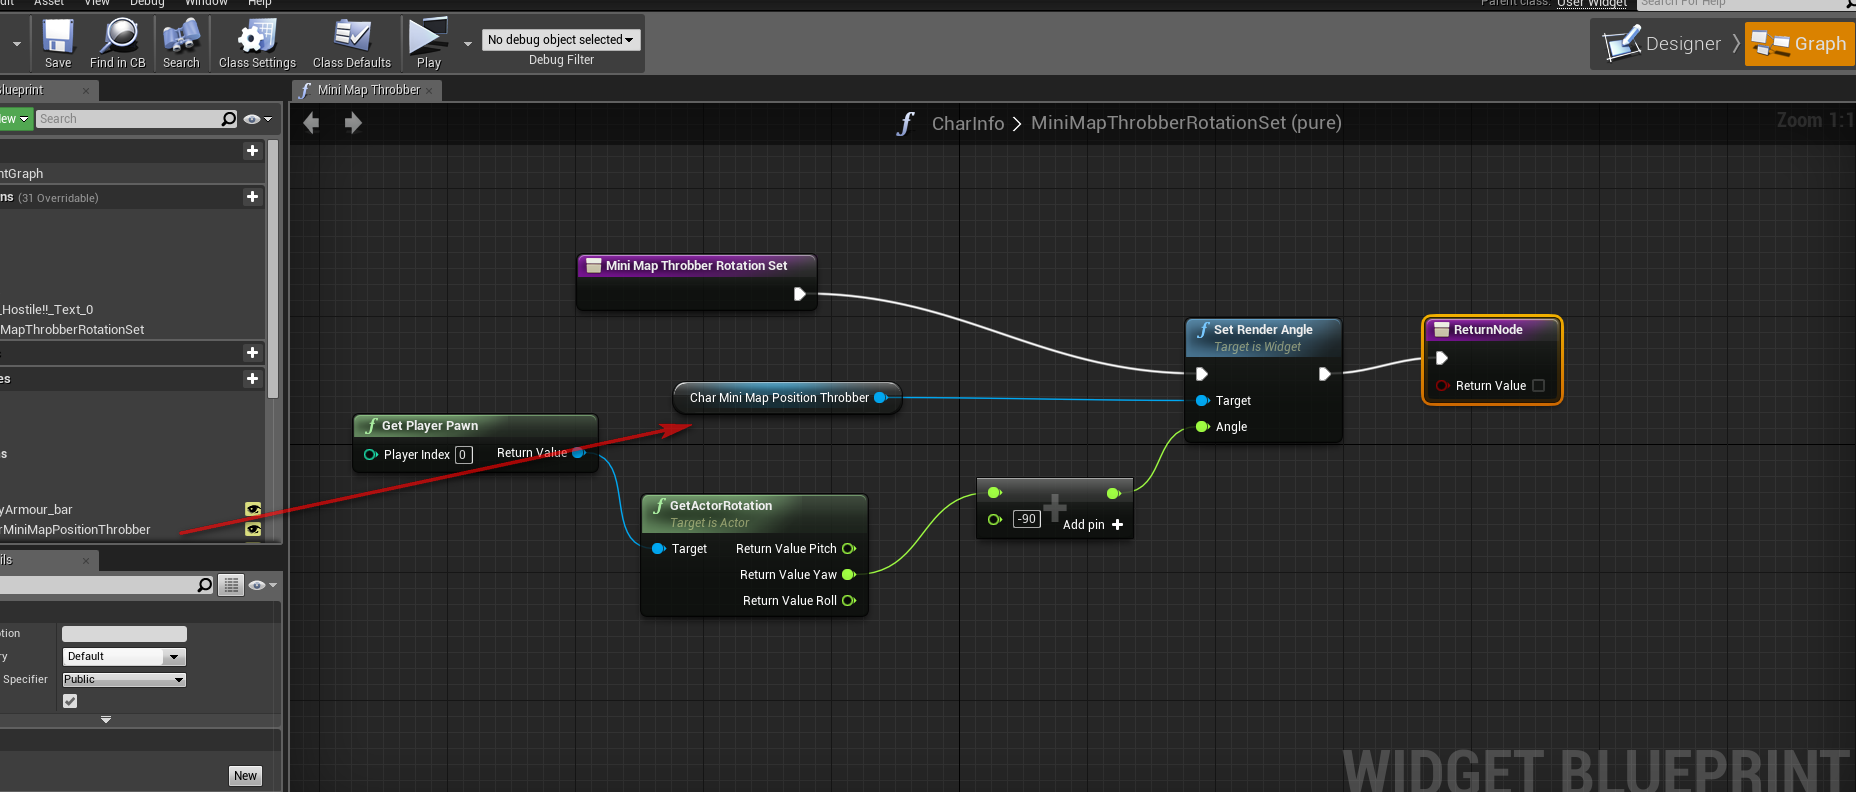 Asset View Debug Window Help
Parent class: User Widget Search For Help
Save
Find in CB
Search
Class Settings
Class Defaults
Play
No debug object selected
Debug Filter
Designer
Graph
Blueprint
Mini Map Throbber
Search
CharInfo > MiniMapThrobberRotationSet (pure)
Zoom 1:1
ntGraph
ns (31 Overridable)
_Hostile!!_Text_0
MapThrobberRotationSet
es
ns
yArmour_bar
rMiniMapPositionThrobber
ils
tion
ry Default
Specifier Public
New
Mini Map Throbber Rotation Set
Set Render Angle
Target is Widget
Target
Angle
ReturnNode
Return Value
Char Mini Map Position Throbber
Get Player Pawn
Player Index 0 Return Value
GetActorRotation
Target is Actor
Target Return Value Pitch
Return Value Yaw
Return Value Roll
-90
Add pin +
WIDGET BLUEPRINT